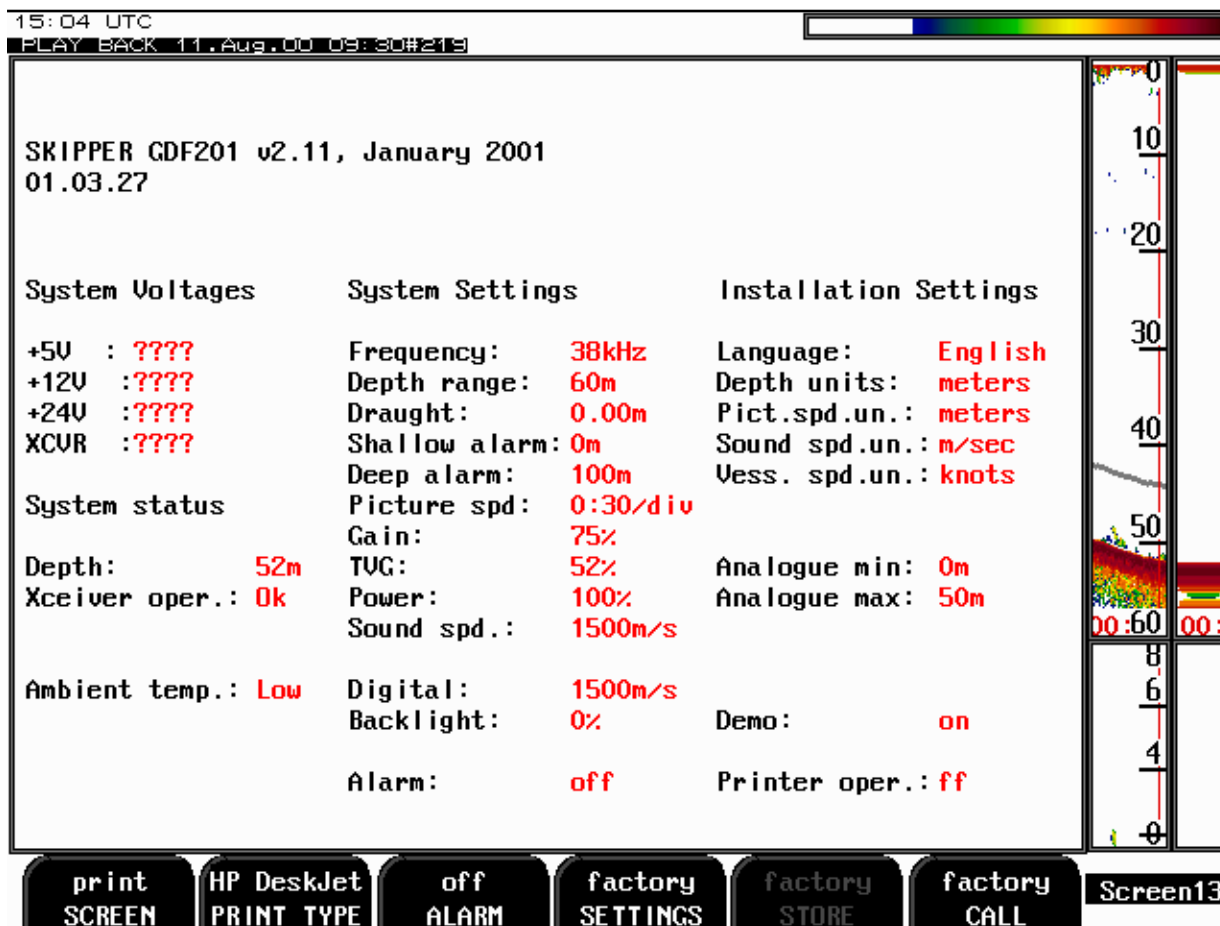 15:04 UTC
PLAY BACK 11.Aug.00 09:30#219
SKIPPER GDF201 v2.11, January 2001
01.03.27
System Voltages System Settings Installation Settings
+5V : ???? Frequency: 38kHz Language: English
+12V :???? Depth range: 60m Depth units: meters
+24V :???? Draught: 0.00m Pict.spd.un.: meters
XCVR :???? Shallow alarm: 0m Sound spd.un.: m/sec
Deep alarm: 100m Vess. spd.un.: knots
System status Picture spd: 0:30/div
Gain: 75%
Depth: 52m TVG: 52% Analogue min: 0m
Xceiver oper.: Ok Power: 100% Analogue max: 50m
Sound spd.: 1500m/s
Ambient temp.: Low Digital: 1500m/s
Backlight: 0% Demo: on
Alarm: off Printer oper.: ff
0
10
20
30
40
50
00:60 00:
8
6
4
0
print SCREEN
HP DeskJet PRINT TYPE
off ALARM
factory SETTINGS
factory STORE
factory CALL
Screen13